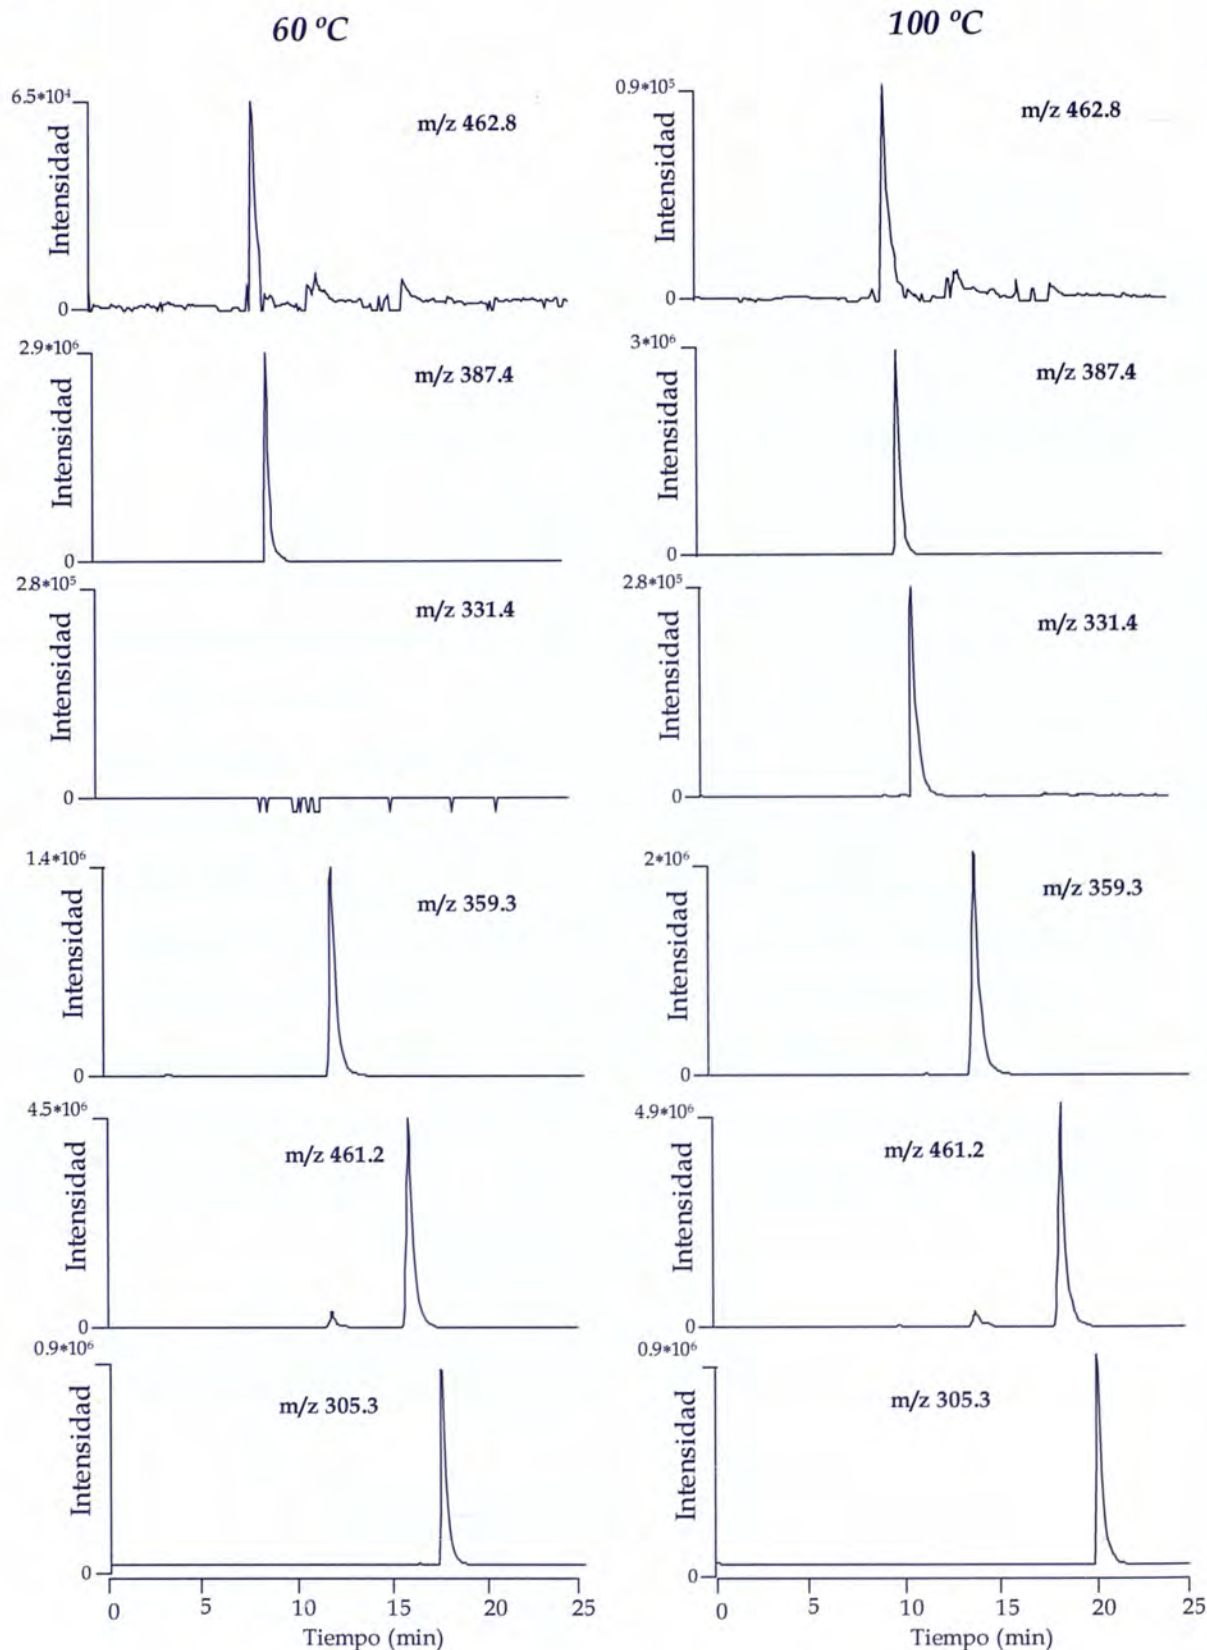 60 ºC
100 ºC
6.5*10⁴
Intensidad
0
m/z 462.8
0.9*10⁵
Intensidad
0
m/z 462.8
2.9*10⁶
Intensidad
0
m/z 387.4
3*10⁶
Intensidad
0
m/z 387.4
2.8*10⁵
Intensidad
0
m/z 331.4
2.8*10⁵
Intensidad
0
m/z 331.4
1.4*10⁶
Intensidad
0
m/z 359.3
2*10⁶
Intensidad
0
m/z 359.3
4.5*10⁶
Intensidad
0
m/z 461.2
4.9*10⁶
Intensidad
0
m/z 461.2
0.9*10⁶
Intensidad
0
m/z 305.3
0.9*10⁶
Intensidad
0
m/z 305.3
0 5 10 15 20 25
Tiempo (min)
0 5 10 15 20 25
Tiempo (min)